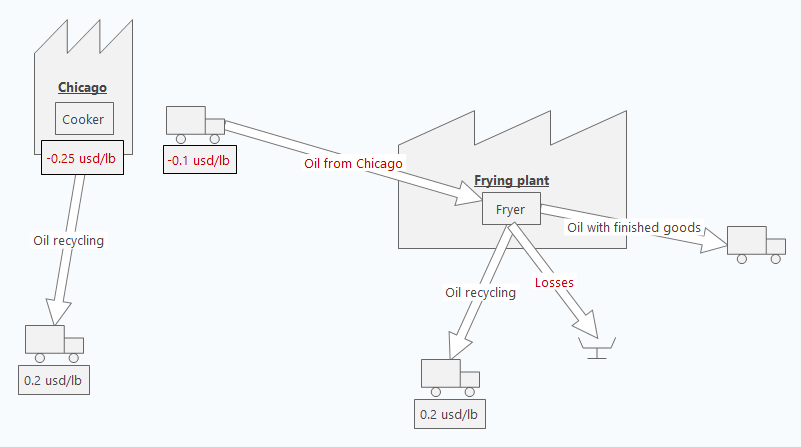 Chicago
Cooker
-0.25 usd/lb
-0.1 usd/lb
Oil from Chicago
Frying plant
Fryer
Oil with finished goods
Oil recycling
Oil recycling
Losses
0.2 usd/lb
0.2 usd/lb